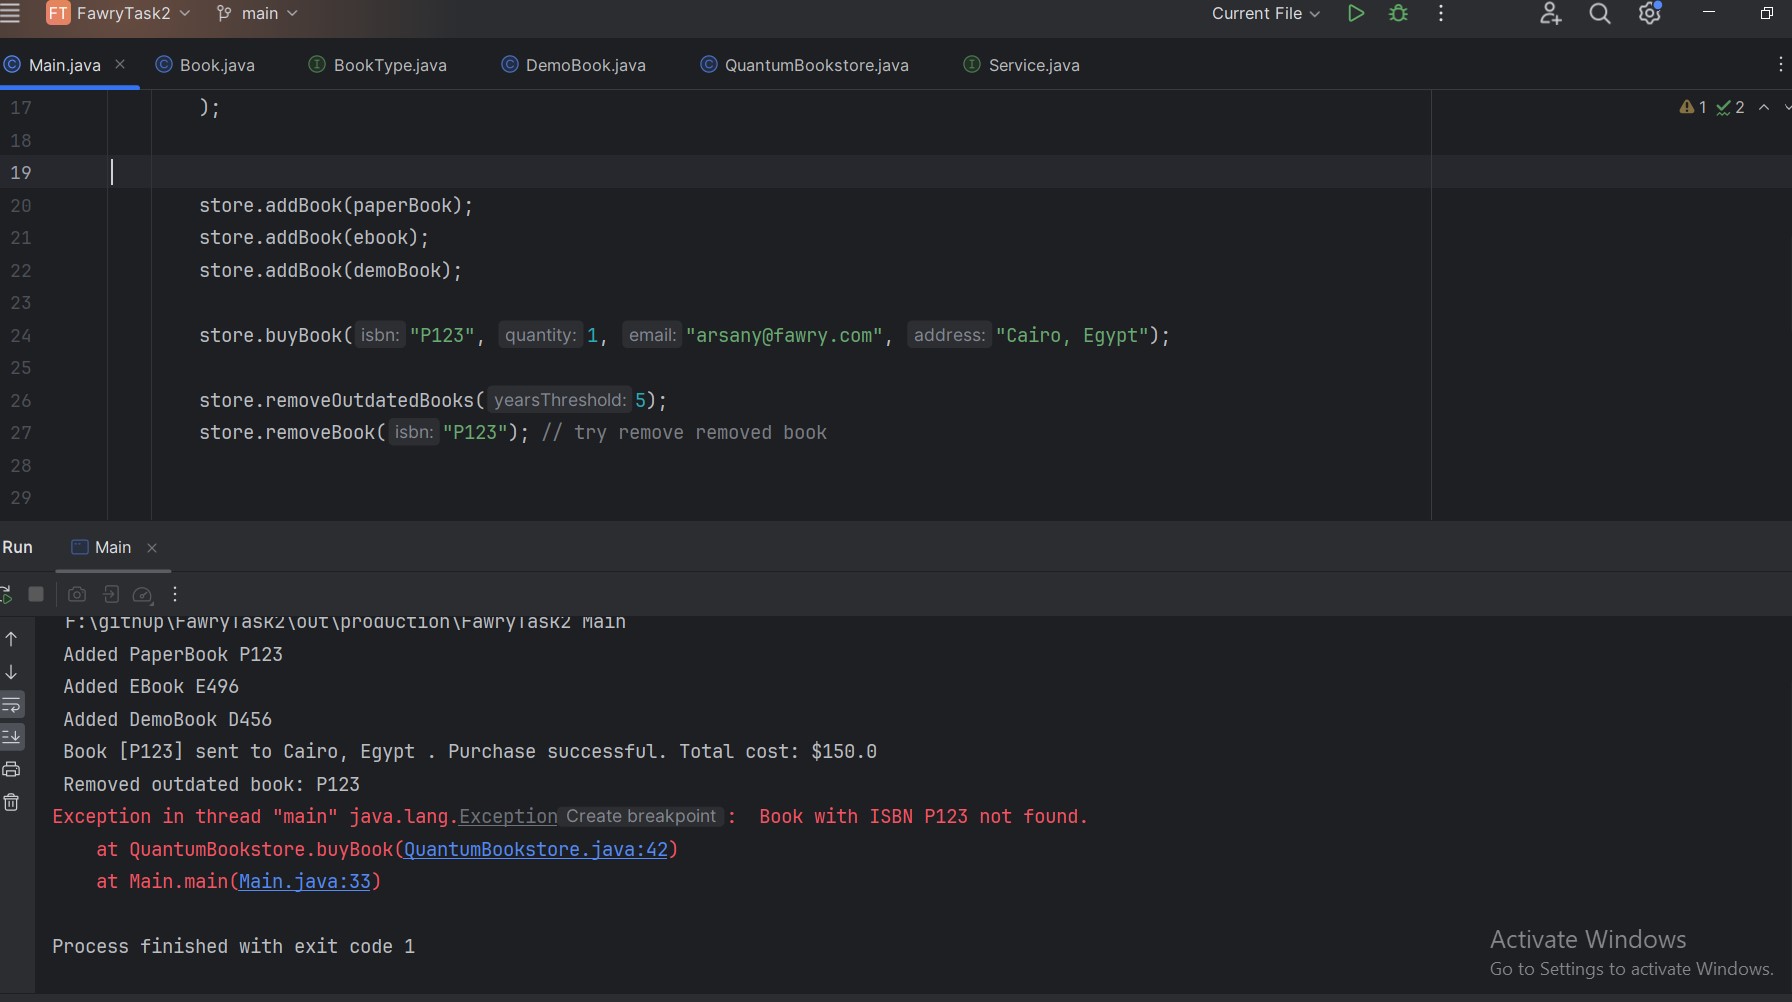 FT FawryTask2 main Current File
Main.java Book.java BookType.java DemoBook.java QuantumBookstore.java Service.java
17 );
1 2
18
19
20 store.addBook(paperBook);
21 store.addBook(ebook);
22 store.addBook(demoBook);
23
24 store.buyBook( isbn: "P123", quantity: 1, email: "arsany@fawry.com", address: "Cairo, Egypt");
25
26 store.removeOutdatedBooks( yearsThreshold: 5);
27 store.removeBook( isbn: "P123"); // try remove removed book
28
29
Run Main
F:\githup\FawryTask2\out\production\FawryTask2 Main
Added PaperBook P123
Added EBook E496
Added DemoBook D456
Book [P123] sent to Cairo, Egypt . Purchase successful. Total cost: $150.0
Removed outdated book: P123
Exception in thread "main" java.lang.Exception Create breakpoint : Book with ISBN P123 not found.
at QuantumBookstore.buyBook(QuantumBookstore.java:42)
at Main.main(Main.java:33)
Process finished with exit code 1
Activate Windows
Go to Settings to activate Windows.